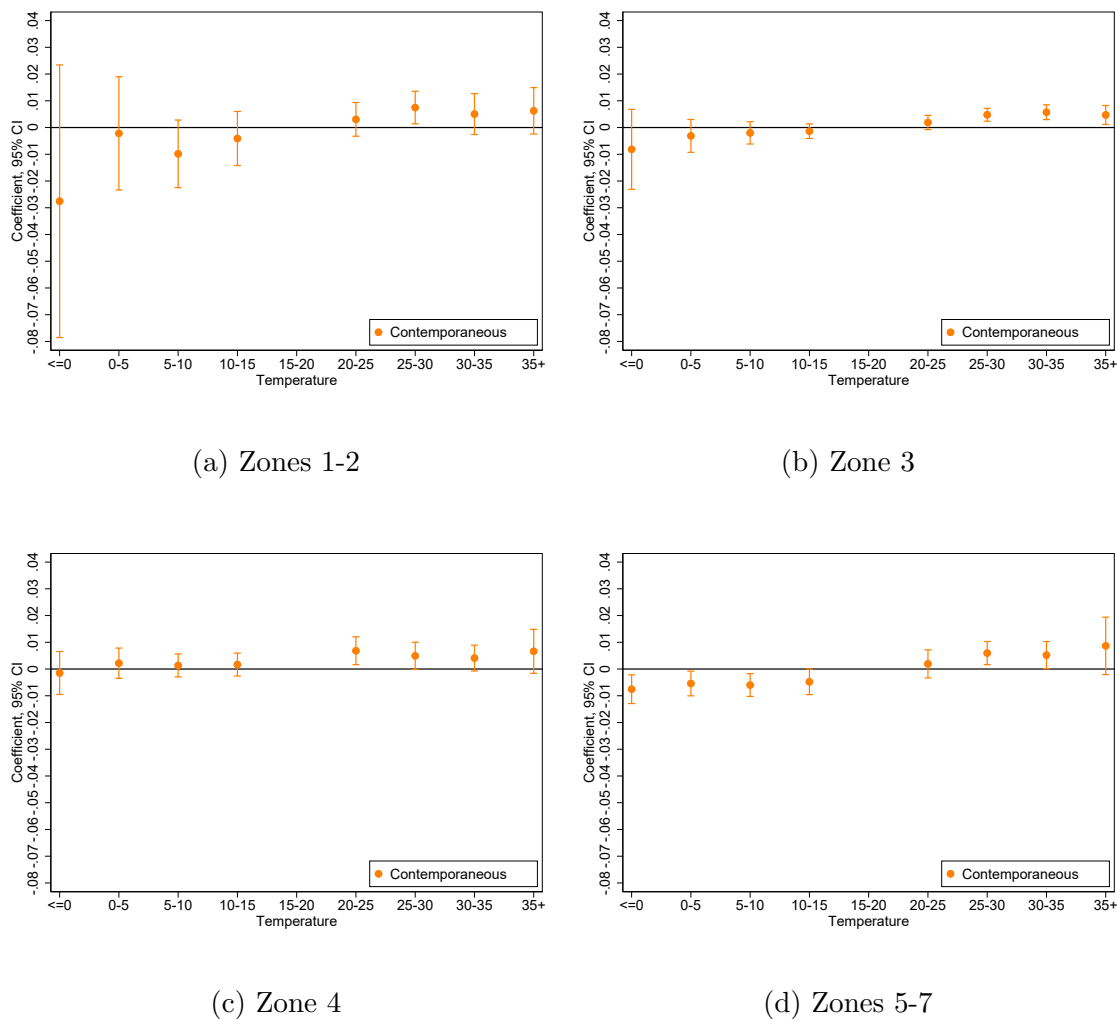 Coefficient, 95% CI
-.08 -.07 -.06 -.05 -.04 -.03 -.02 -.01 0 .01 .02 .03 .04
Contemporaneous
<=0 0-5 5-10 10-15 15-20 20-25 25-30 30-35 35+
Temperature
(a) Zones 1-2
Coefficient, 95% CI
-.08 -.07 -.06 -.05 -.04 -.03 -.02 -.01 0 .01 .02 .03 .04
Contemporaneous
<=0 0-5 5-10 10-15 15-20 20-25 25-30 30-35 35+
Temperature
(b) Zone 3
Coefficient, 95% CI
-.08 -.07 -.06 -.05 -.04 -.03 -.02 -.01 0 .01 .02 .03 .04
Contemporaneous
<=0 0-5 5-10 10-15 15-20 20-25 25-30 30-35 35+
Temperature
(c) Zone 4
Coefficient, 95% CI
-.08 -.07 -.06 -.05 -.04 -.03 -.02 -.01 0 .01 .02 .03 .04
Contemporaneous
<=0 0-5 5-10 10-15 15-20 20-25 25-30 30-35 35+
Temperature
(d) Zones 5-7